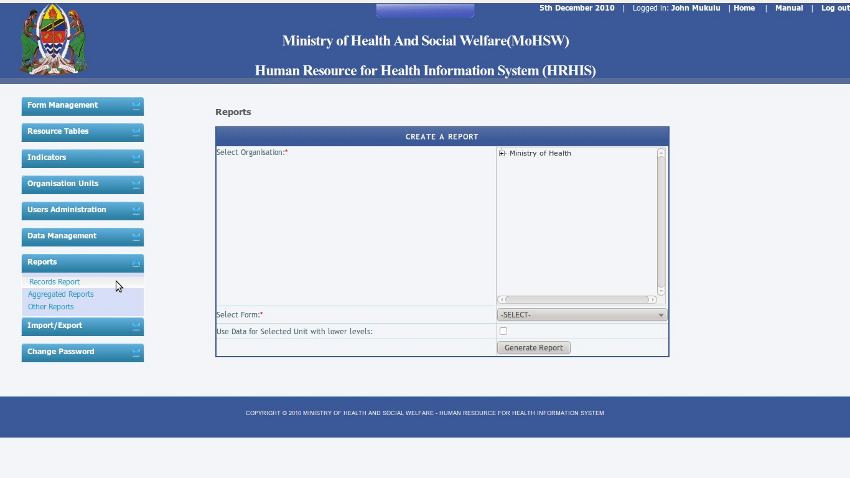 5th December 2010 | Logged in: John Mukulu | Home | Manual | Log out
Ministry of Health And Social Welfare(MoHSW)
Human Resource for Health Information System (HRHIS)
Form Management
Resource Tables
Indicators
Organisation Units
Users Administration
Data Management
Reports
Records Report
Aggregated Reports
Other Reports
Import/Export
Change Password
Reports
CREATE A REPORT
Select Organisation:*
Ministry of Health
Select Form:*
-SELECT-
Use Data for Selected Unit with lower levels:
Generate Report
COPYRIGHT © 2010 MINISTRY OF HEALTH AND SOCIAL WELFARE - HUMAN RESOURCE FOR HEALTH INFORMATION SYSTEM